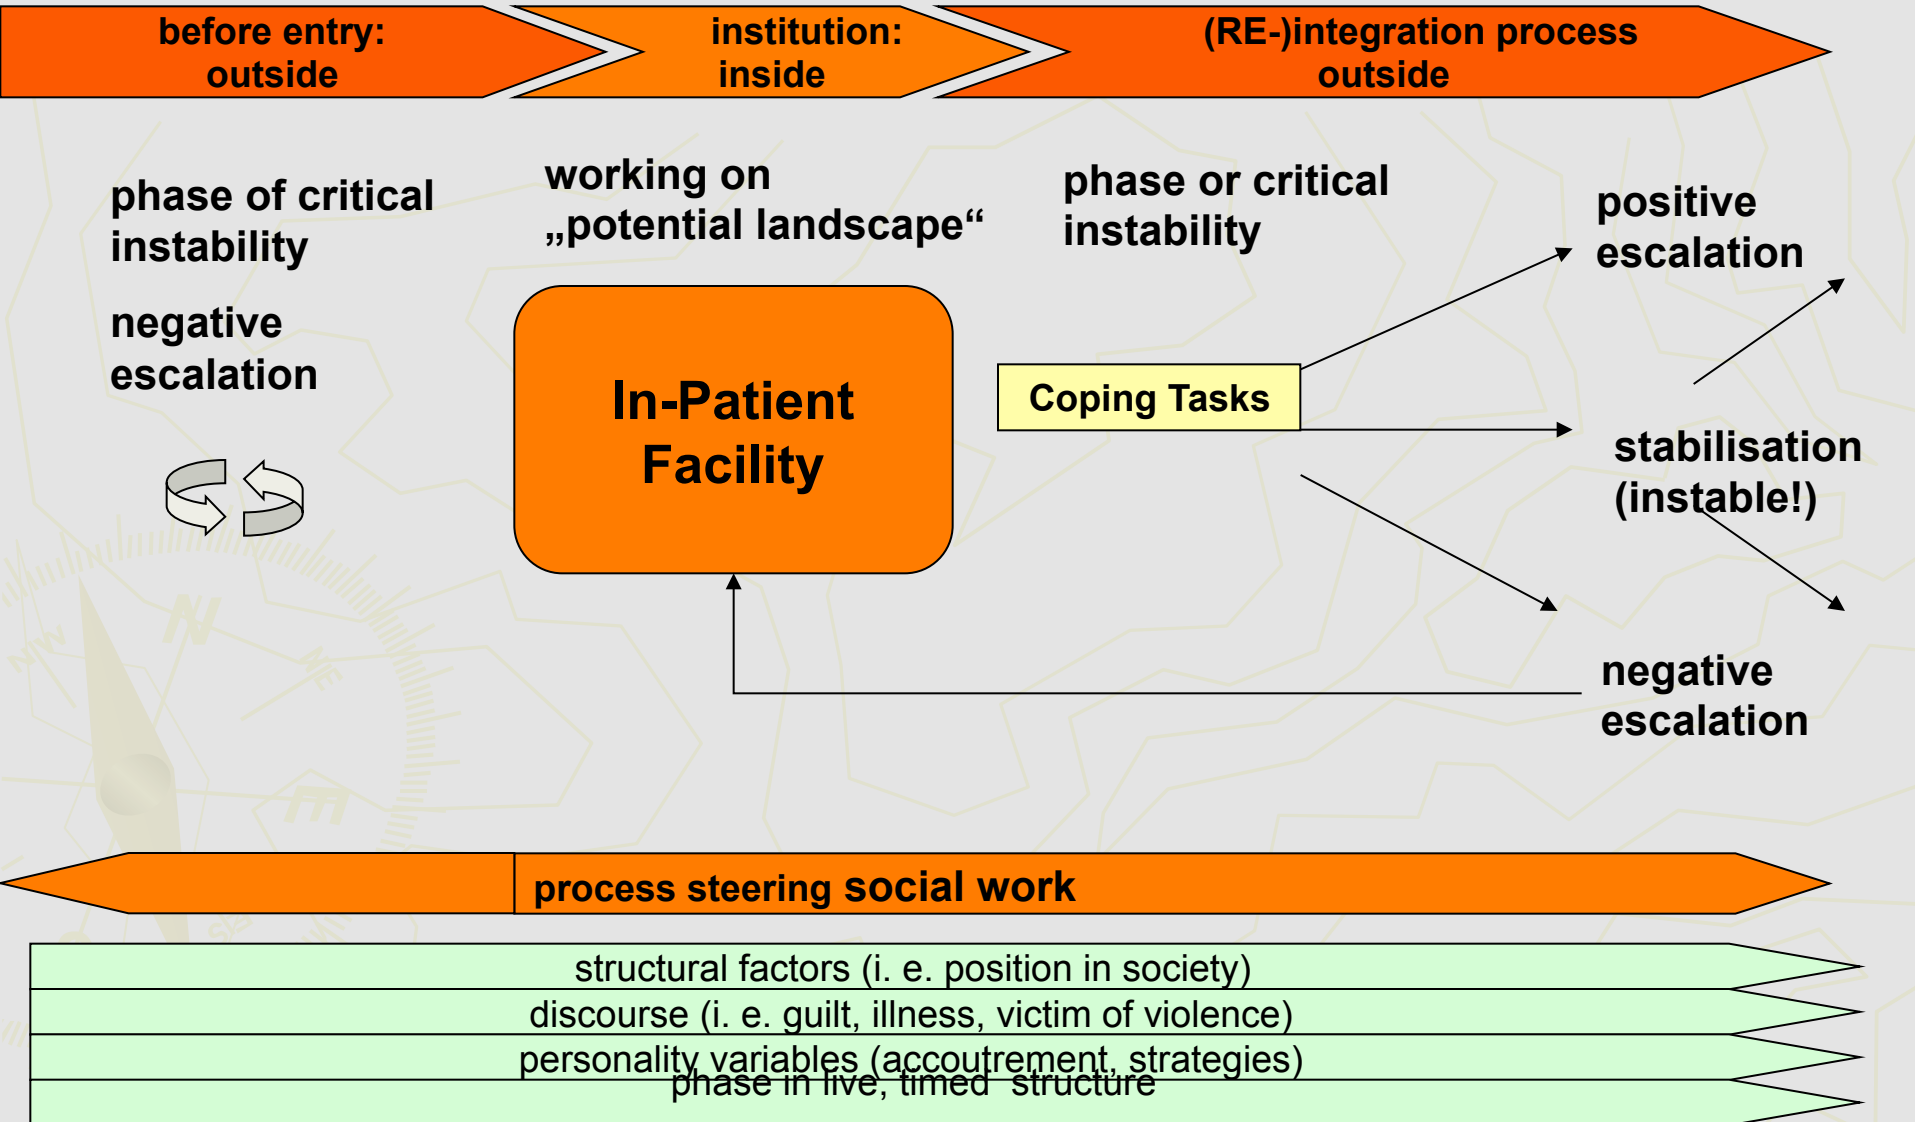 before entry:
outside
institution:
inside
(RE-)integration process
outside
phase of critical
instability
negative
escalation
working on
„potential landscape“
phase or critical
instability
positive
escalation
In-Patient
Facility
Coping Tasks
stabilisation
(instable!)
negative
escalation
N
NW
NE
E
process steering social work
structural factors (i. e. position in society)
discourse (i. e. guilt, illness, victim of violence)
personality variables (accoutrement, strategies)
phase in live, timed structure